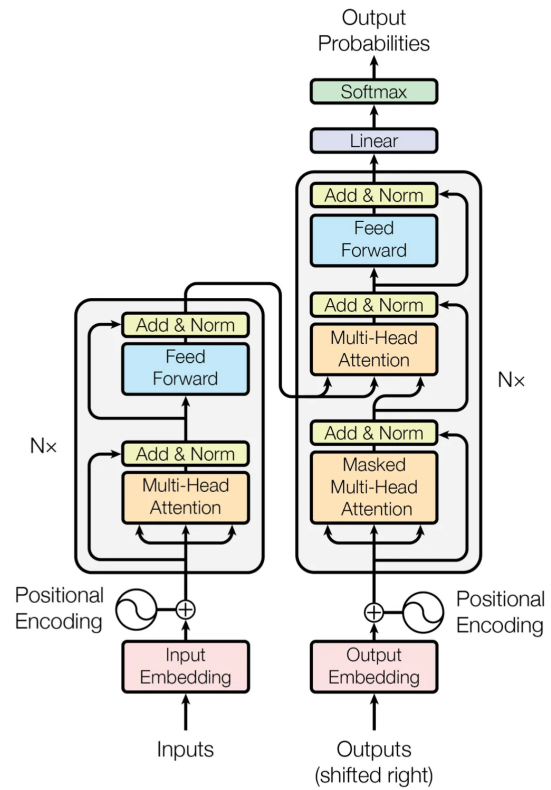 Output
Probabilities
Softmax
Linear
Add & Norm
Feed
Forward
Add & Norm
Multi-Head
Attention
Add & Norm
Masked
Multi-Head
Attention
N×
Add & Norm
Feed
Forward
Add & Norm
Multi-Head
Attention
N×
Positional
Encoding
Positional
Encoding
Input
Embedding
Output
Embedding
Inputs
Outputs
(shifted right)